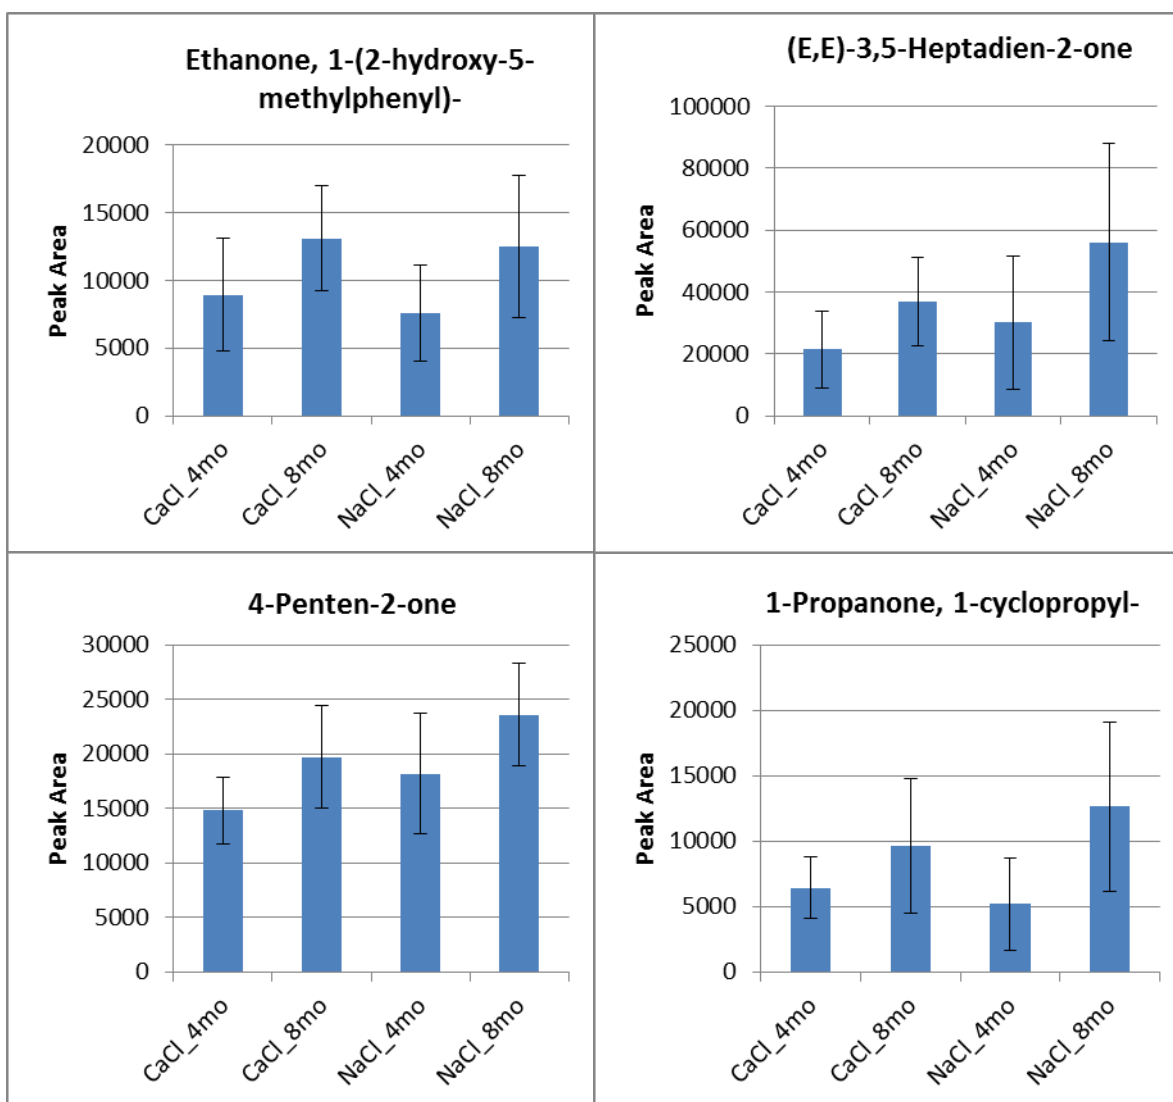 Ethanone, 1-(2-hydroxy-5-
methylphenyl)-
20000
15000
10000
5000
0
Peak Area
CaCl_4mo
CaCl_8mo
NaCl_4mo
NaCl_8mo
(E,E)-3,5-Heptadien-2-one
100000
80000
60000
40000
20000
0
Peak Area
CaCl_4mo
CaCl_8mo
NaCl_4mo
NaCl_8mo
4-Penten-2-one
30000
25000
20000
15000
10000
5000
0
Peak Area
CaCl_4mo
CaCl_8mo
NaCl_4mo
NaCl_8mo
1-Propanone, 1-cyclopropyl-
25000
20000
15000
10000
5000
0
Peak Area
CaCl_4mo
CaCl_8mo
NaCl_4mo
NaCl_8mo